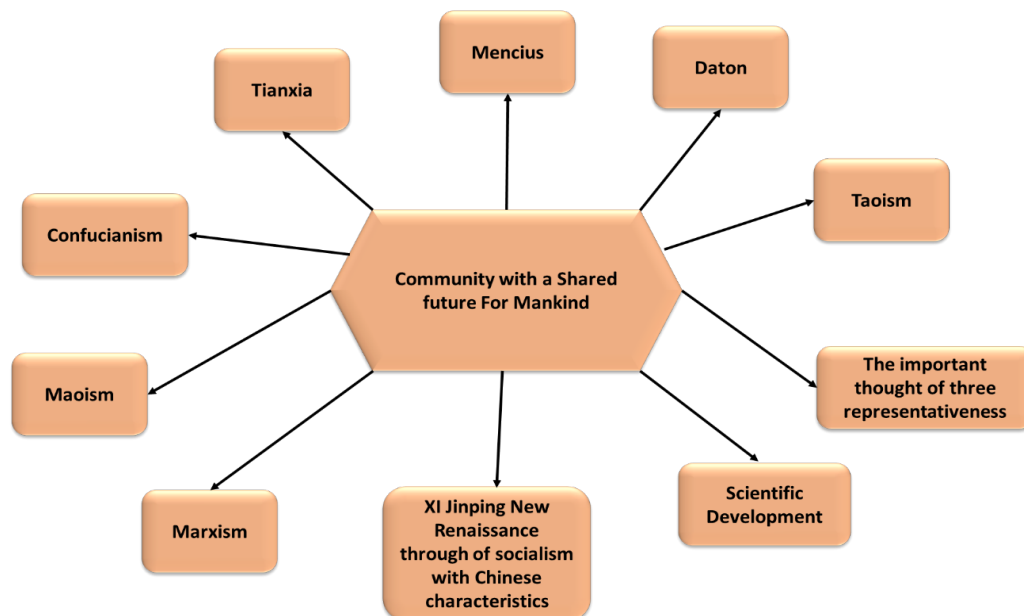 Mencius
Daton
Tianxia
Taoism
Confucianism
Community with a Shared
future For Mankind
Maoism
The important
thought of three
representativeness
Marxism
XI Jinping New
Renaissance
through of socialism
with Chinese
characteristics
Scientific
Development